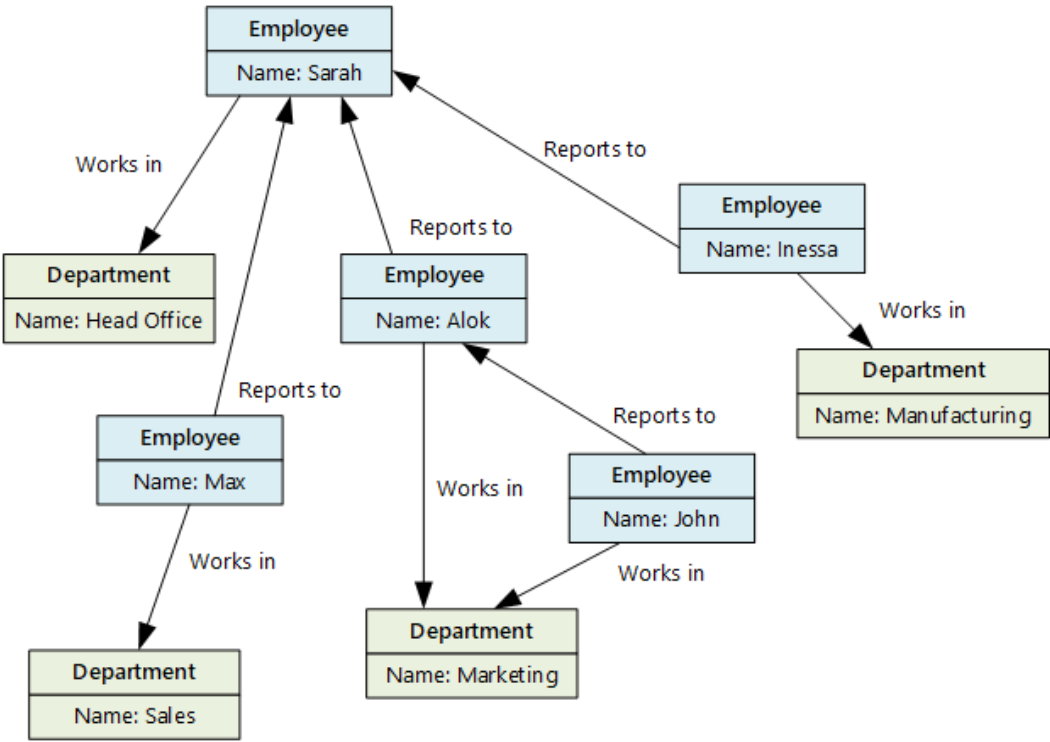 Employee
Name: Sarah
Works in
Reports to
Employee
Name: Inessa
Reports to
Department
Name: Head Office
Employee
Name: Alok
Works in
Department
Name: Manufacturing
Reports to
Employee
Name: Max
Reports to
Employee
Name: John
Works in
Works in
Works in
Department
Name: Marketing
Department
Name: Sales